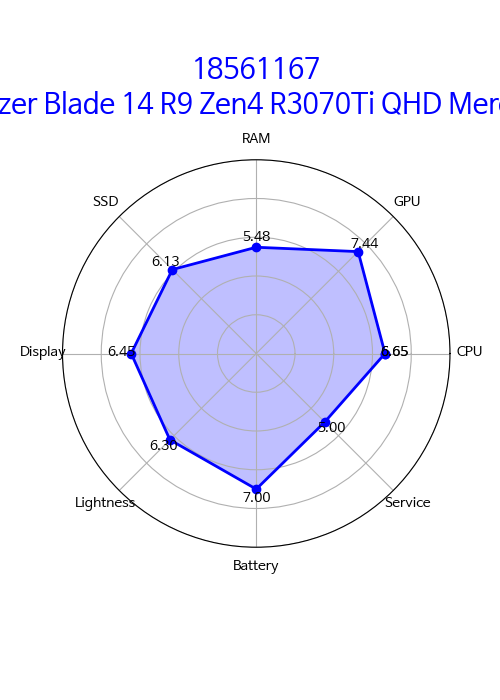 18561167
zer Blade 14 R9 Zen4 R3070Ti QHD Mer
RAM
SSD
GPU
5.48
7.44
6.13
Display
6.45
6.65
CPU
6.30
5.00
Lightness
7.00
Service
Battery